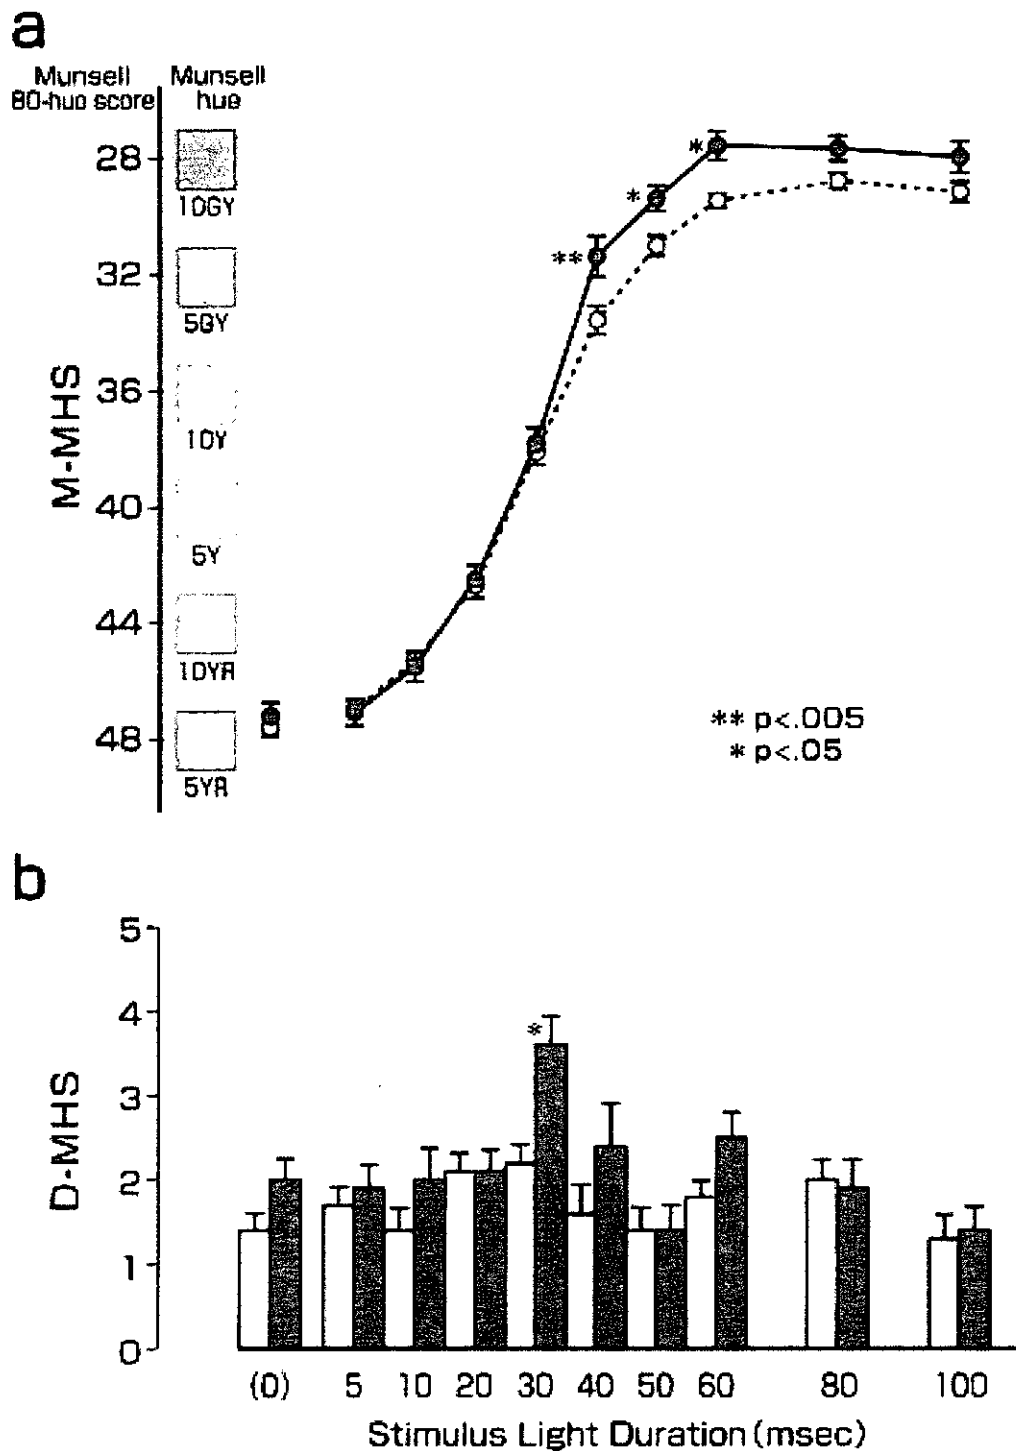 a
Munsell Munsell
80-hue score hue
28
10GY
32
5GY
36
10Y
M-MHS
40
5Y
44
10YR
48
5YR
** p<.005
* p<.05
*
*
**
b
5
4
3
2
1
0
D-MHS
*
(0) 5 10 20 30 40 50 60 80 100
Stimulus Light Duration (msec)